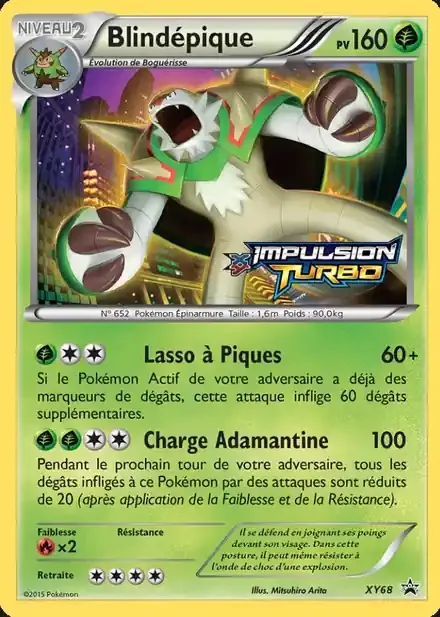 NIVEAU2 Blindépique PV160
Évolution de Boguérisse
XY IMPULSION
TURBO
N° 652 Pokémon Épinarmure Taille : 1,6m Poids : 90,0kg
Lasso à Piques 60+
Si le Pokémon Actif de votre adversaire a déjà des
marqueurs de dégâts, cette attaque inflige 60 dégâts
supplémentaires.
Charge Adamantine 100
Pendant le prochain tour de votre adversaire, tous les
dégâts infligés à ce Pokémon par des attaques sont réduits
de 20 (après application de la Faiblesse et de la Résistance).
Faiblesse Résistance
×2
Retraite
Il se défend en joignant ses poings
devant son visage. Dans cette
posture, il peut même résister à
l'onde de choc d'une explosion.
©2015 Pokémon Illus. Mitsuhiro Arita XY68